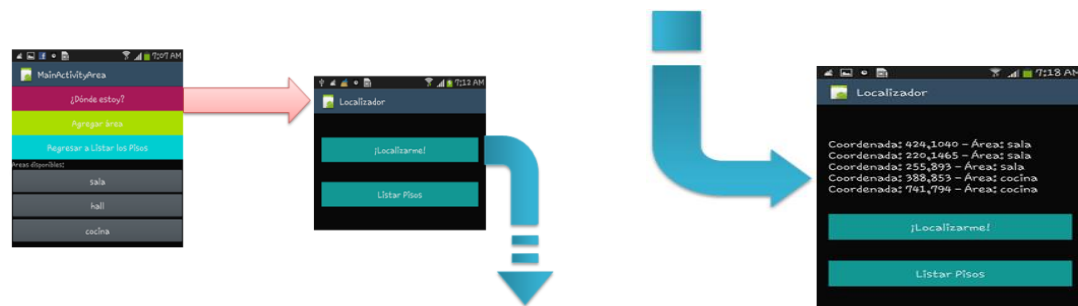 7:07 AM
MainActivityArea
¿Dónde estoy?
Agregar área
Regresar a Listar los Pisos
Areas disponibles:
sala
hall
cocina
7:12 AM
Localizador
¡Localizarme!
Listar Pisos
7:18 AM
Localizador
Coordenada: 424,1040 - Área: sala
Coordenada: 220,1465 - Área: sala
Coordenada: 255,893 - Área: sala
Coordenada: 388,853 - Área: cocina
Coordenada: 741,794 - Área: cocina
¡Localizarme!
Listar Pisos